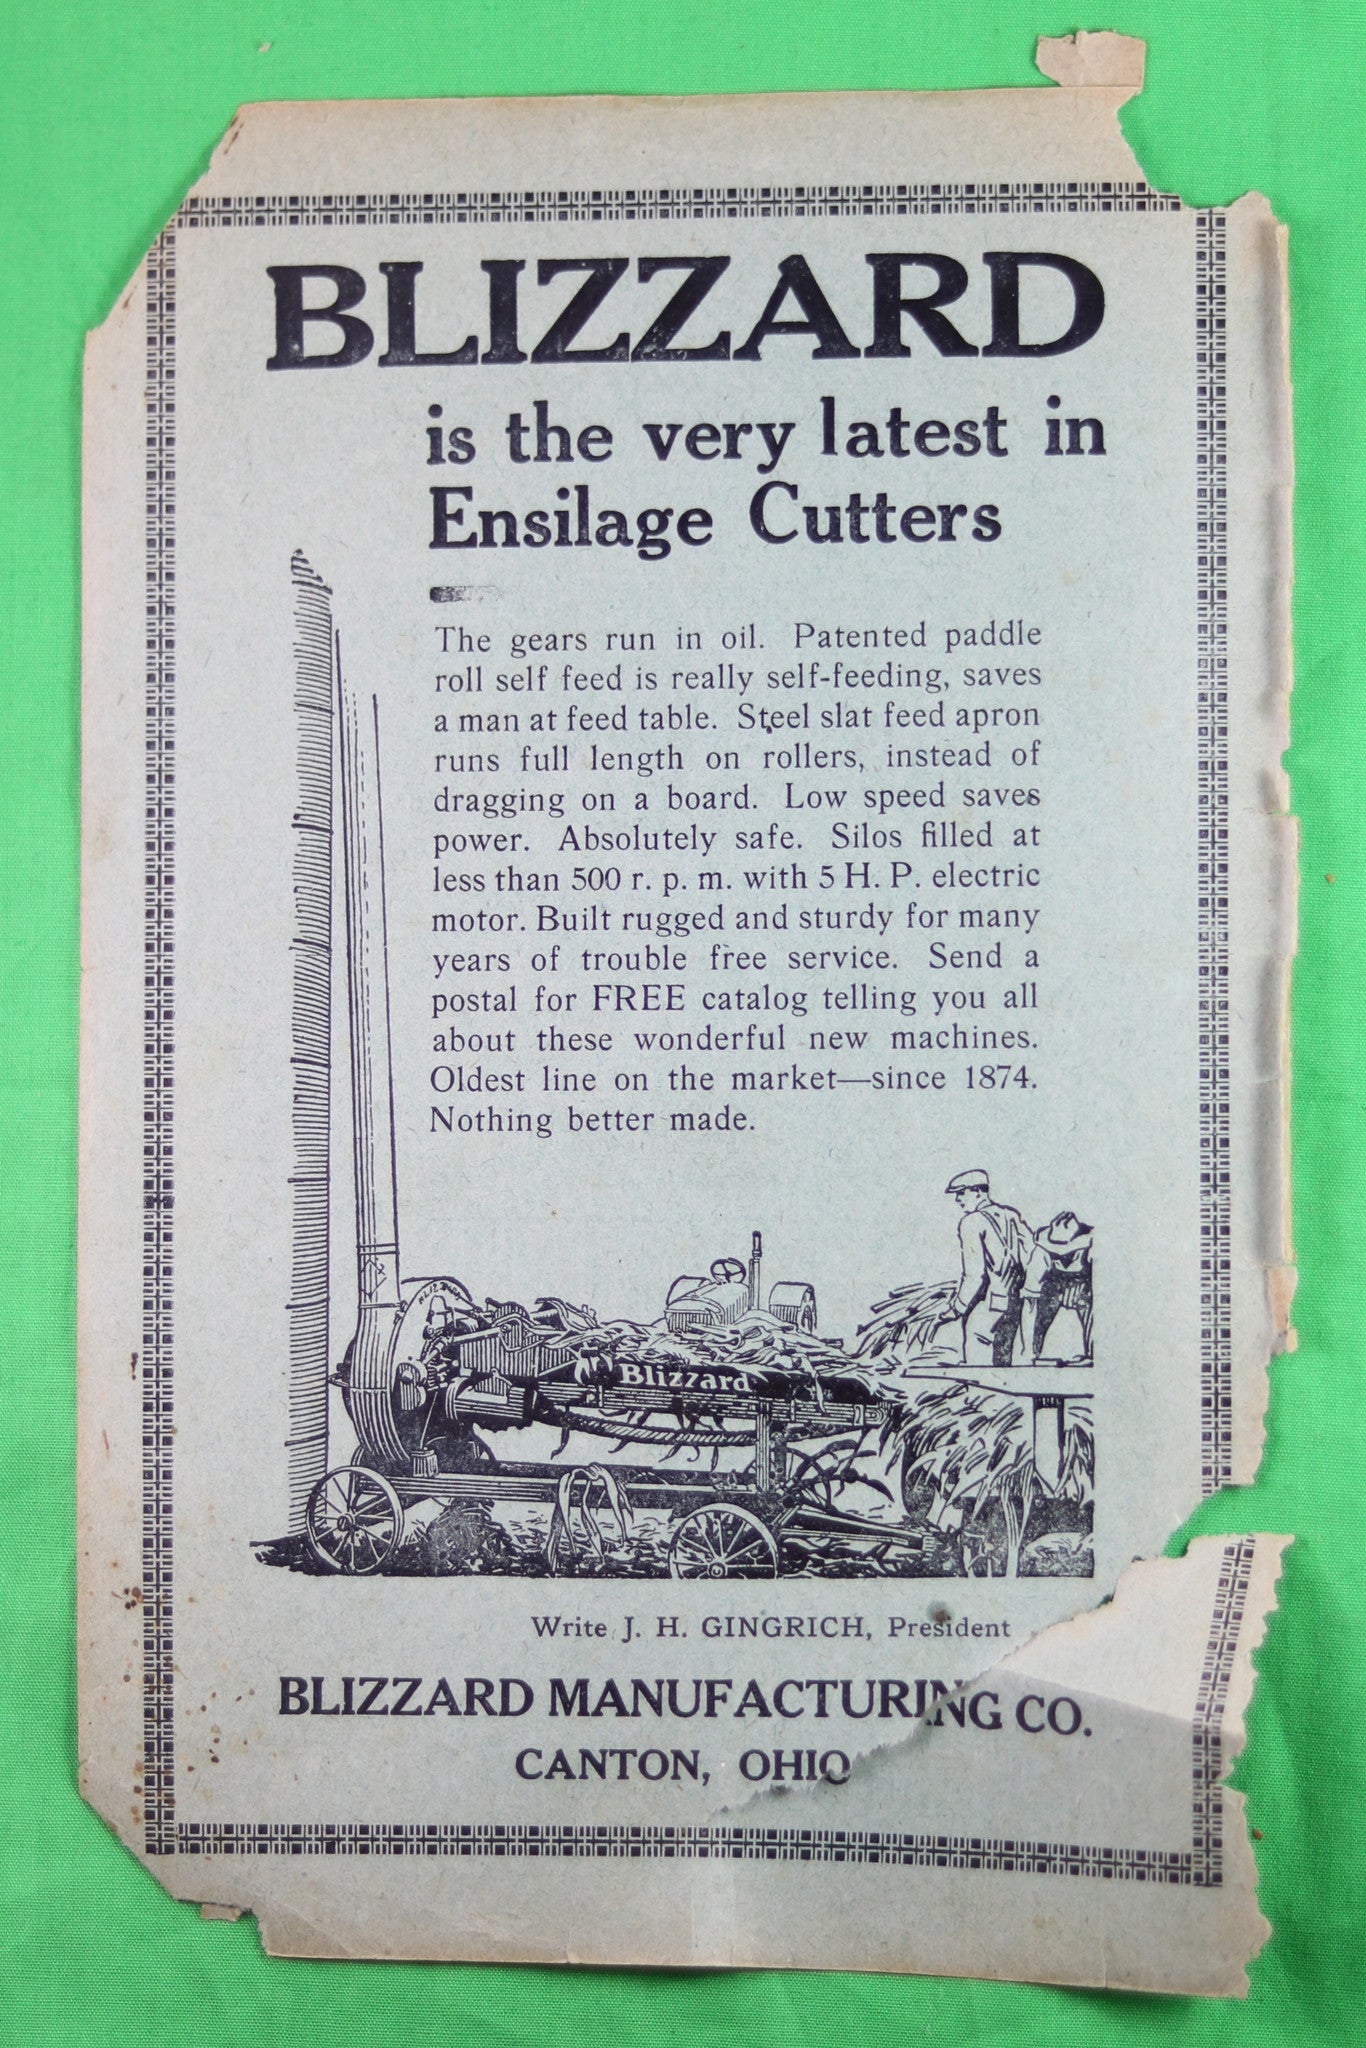 BLIZZARD
is the very latest in
Ensilage Cutters
The gears run in oil. Patented paddle
roll self feed is really self-feeding, saves
a man at feed table. Steel slat feed apron
runs full length on rollers, instead of
dragging on a board. Low speed saves
power. Absolutely safe. Silos filled at
less than 500 r. p. m. with 5 H. P. electric
motor. Built rugged and sturdy for many
years of trouble free service. Send a
postal for FREE catalog telling you all
about these wonderful new machines.
Oldest line on the market—since 1874.
Nothing better made.
BLIZZARD
Blizzard
Write J. H. GINGRICH, President
BLIZZARD MANUFACTURING CO.
CANTON, OHIO